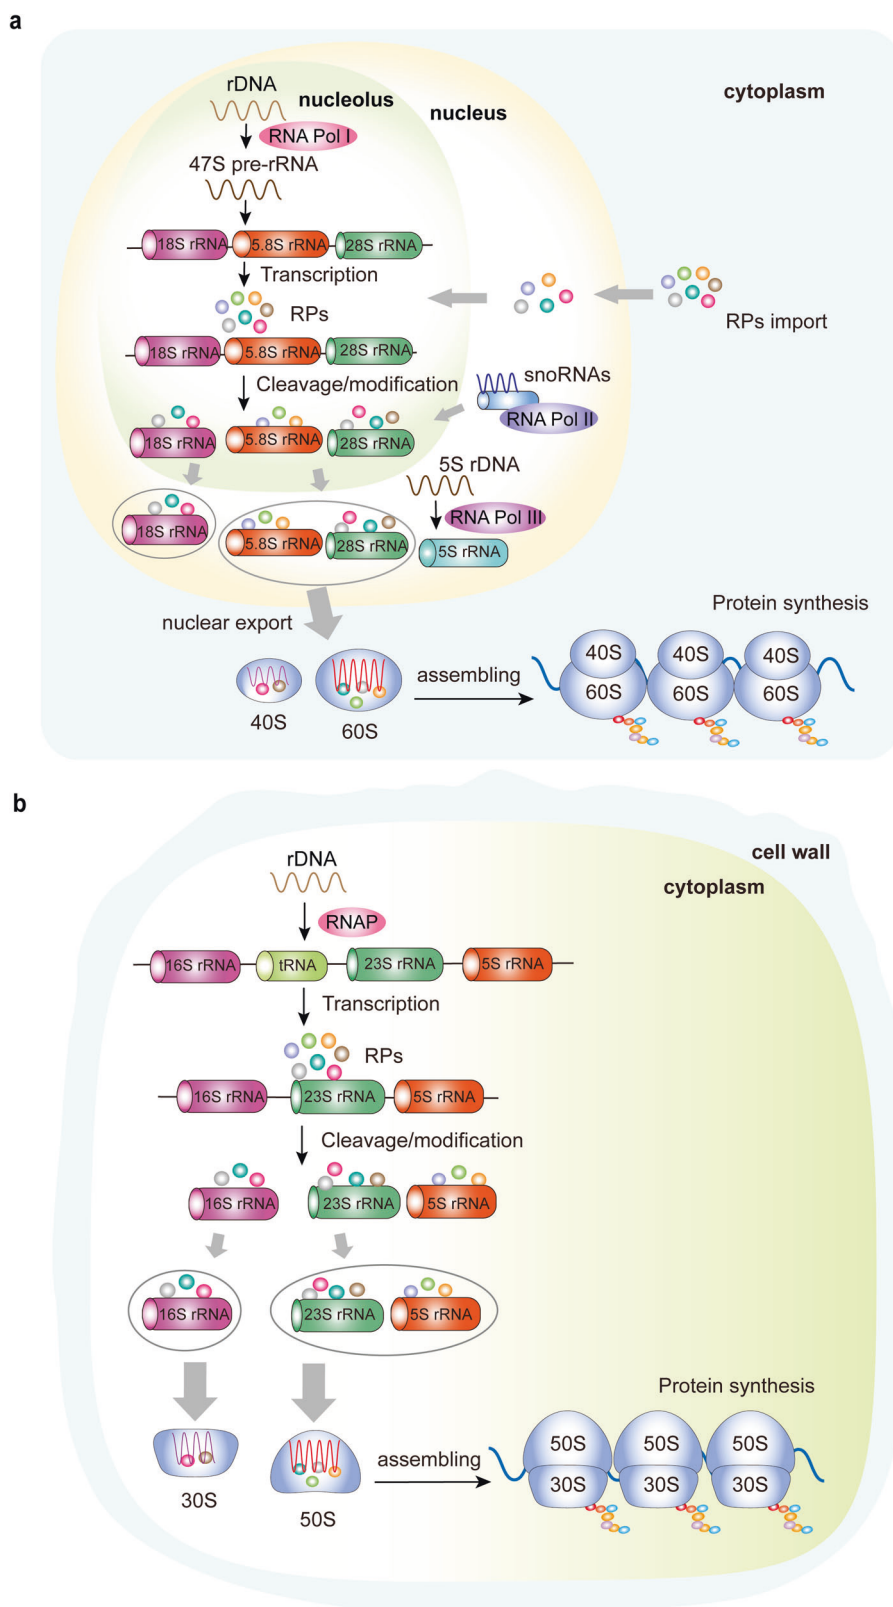 a
rDNA
nucleolus
nucleus
cytoplasm
RNA Pol I
47S pre-rRNA
18S rRNA
5.8S rRNA
28S rRNA
Transcription
RPs
RPs import
18S rRNA
5.8S rRNA
28S rRNA
Cleavage/modification
snoRNAs
RNA Pol II
18S rRNA
5.8S rRNA
28S rRNA
5S rDNA
RNA Pol III
18S rRNA
5.8S rRNA
28S rRNA
5S rRNA
nuclear export
Protein synthesis
40S
60S
assembling
40S
40S
40S
60S
60S
60S
b
cell wall
cytoplasm
rDNA
RNAP
16S rRNA
tRNA
23S rRNA
5S rRNA
Transcription
RPs
16S rRNA
23S rRNA
5S rRNA
Cleavage/modification
16S rRNA
23S rRNA
5S rRNA
16S rRNA
23S rRNA
5S rRNA
Protein synthesis
30S
50S
assembling
50S
50S
50S
30S
30S
30S